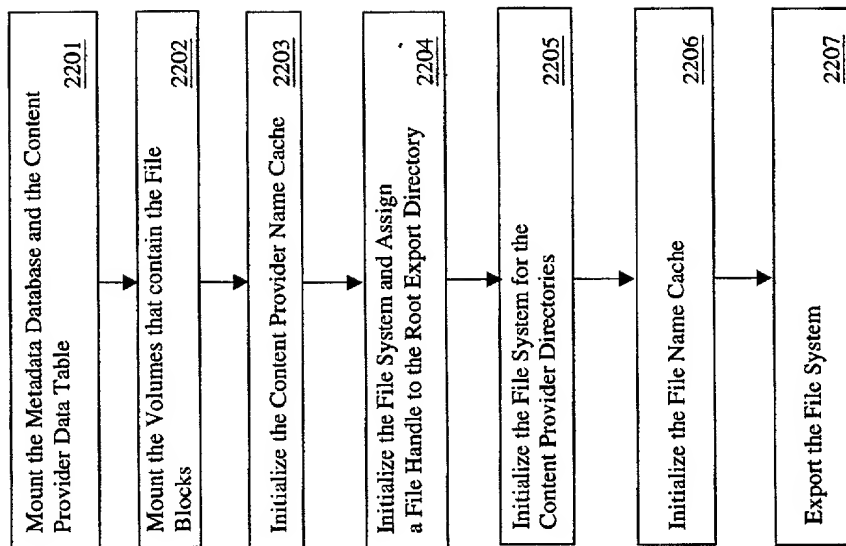 Mount the Metadata Database and the Content
Provider Data Table
2201
Mount the Volumes that contain the File
Blocks
2202
Initialize the Content Provider Name Cache
2203
Initialize the File System and Assign
a File Handle to the Root Export Directory
2204
Initialize the File System for the
Content Provider Directories
2205
Initialize the File Name Cache
2206
Export the File System
2207